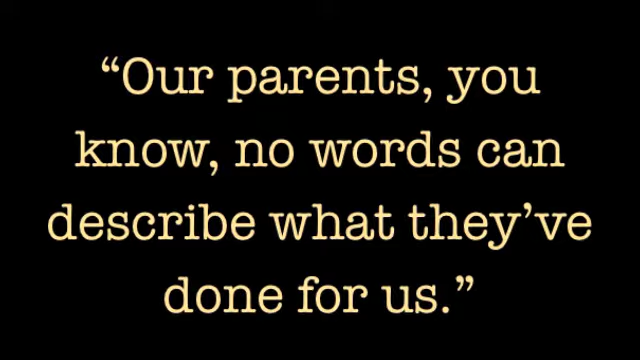 “Our parents, you
know, no words can
describe what they’ve
done for us.”